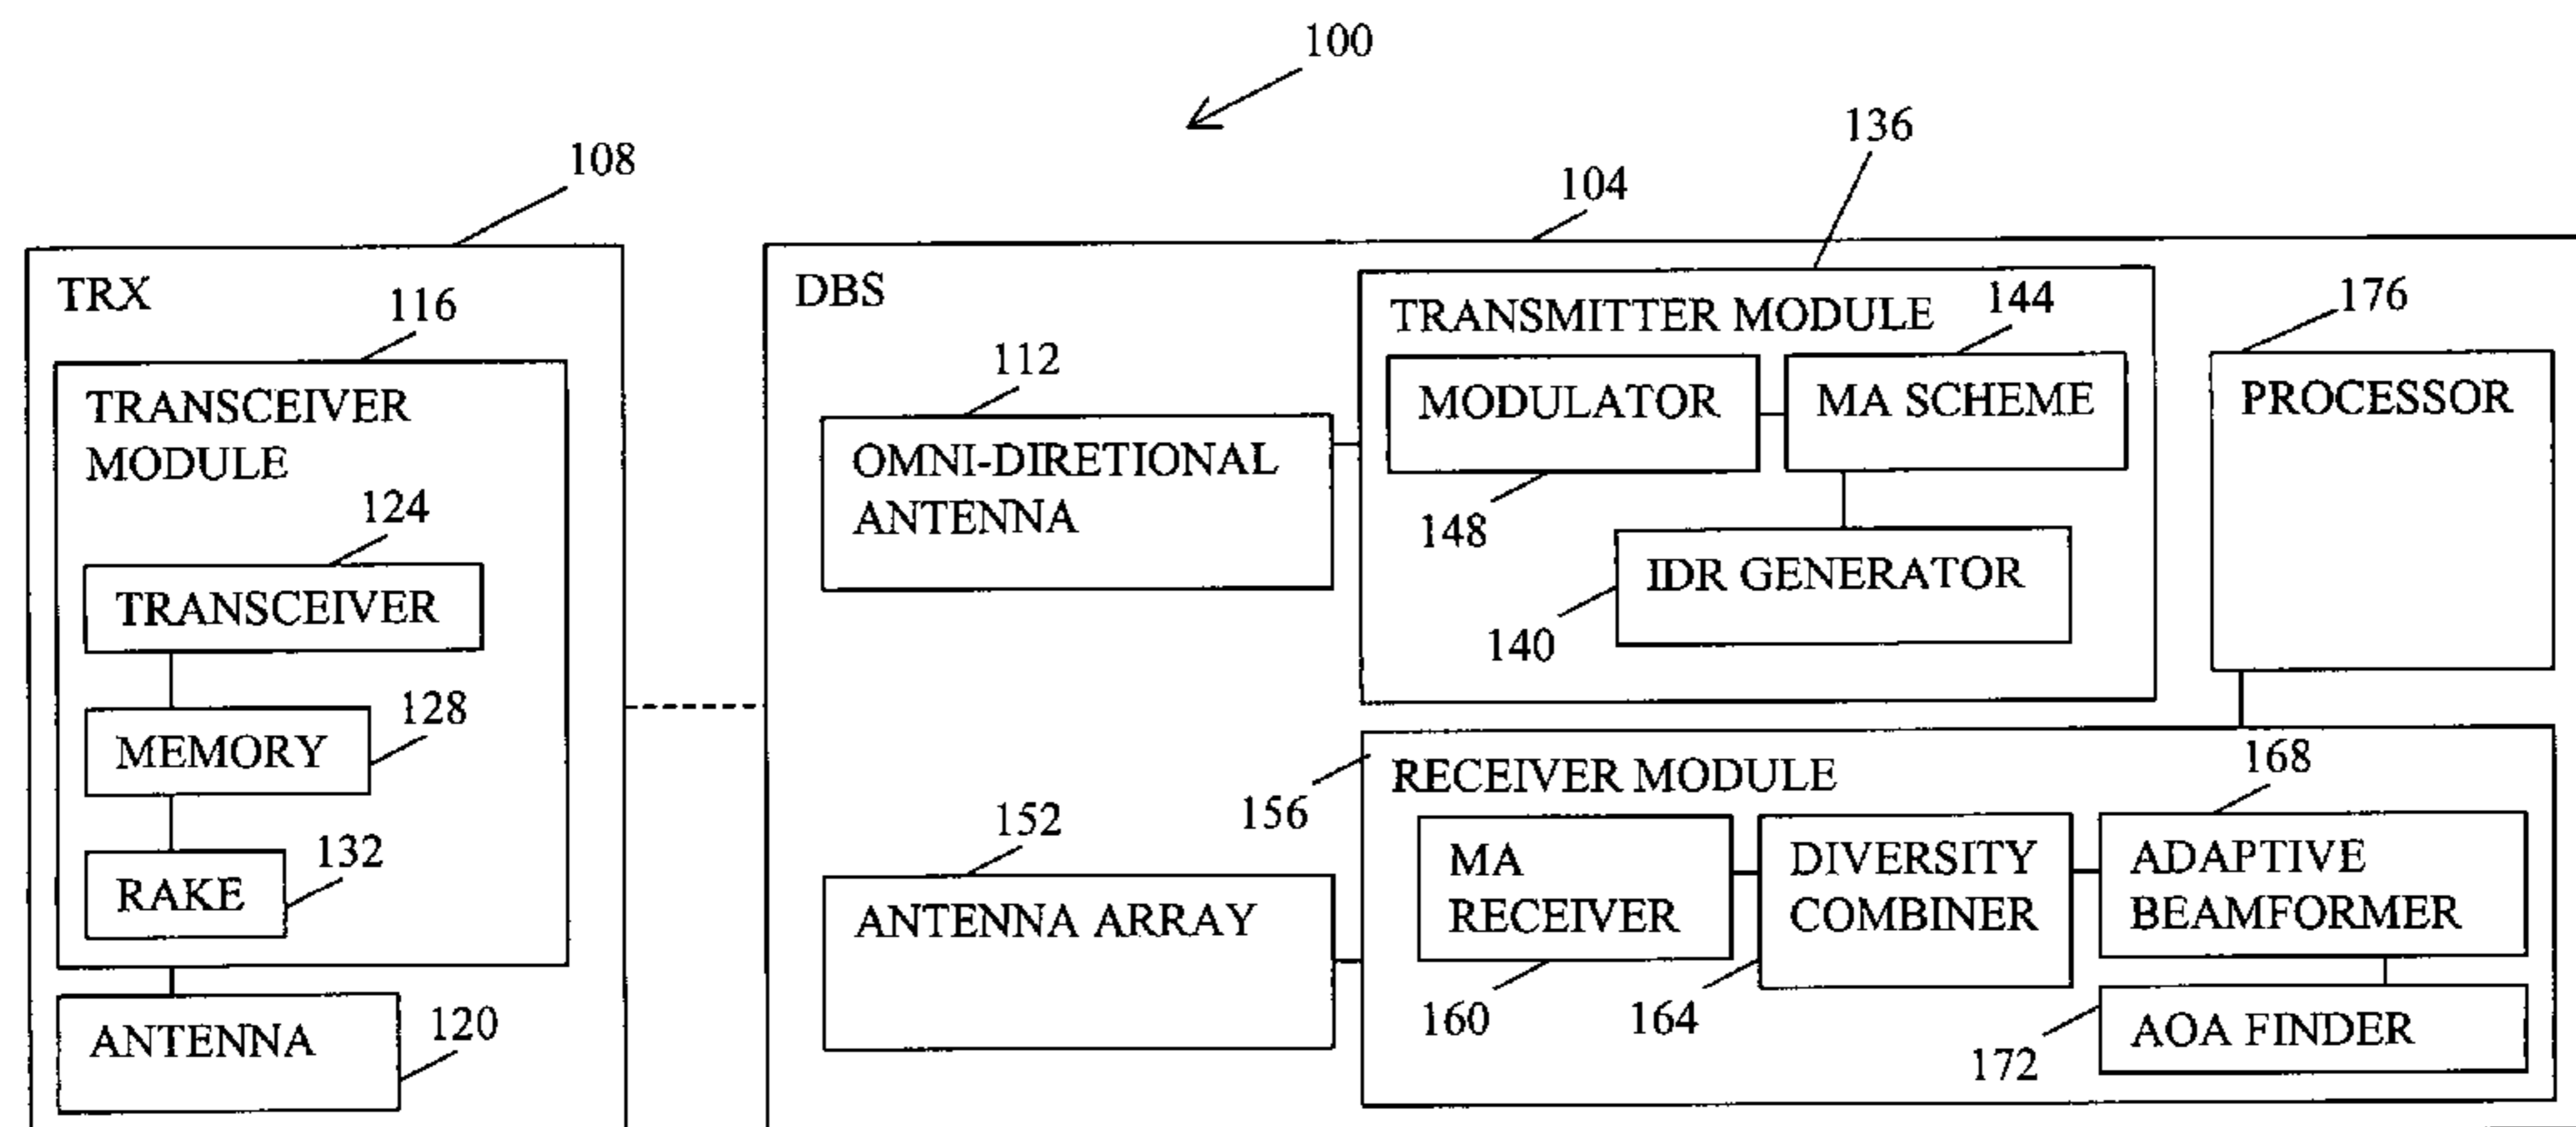 100
136
108
104
TRX
DBS
116
TRANSMITTER MODULE
144
176
112
TRANSCEIVER
MODULE
MODULATOR
MA SCHEME
PROCESSOR
OMNI-DIRETIONAL
ANTENNA
124
148
TRANSCEIVER
IDR GENERATOR
140
128
MEMORY
168
156
RECEIVER MODULE
152
132
RAKE
ANTENNA ARRAY
MA
RECEIVER
DIVERSITY
COMBINER
ADAPTIVE
BEAMFORMER
120
ANTENNA
160
164
172
AOA FINDER